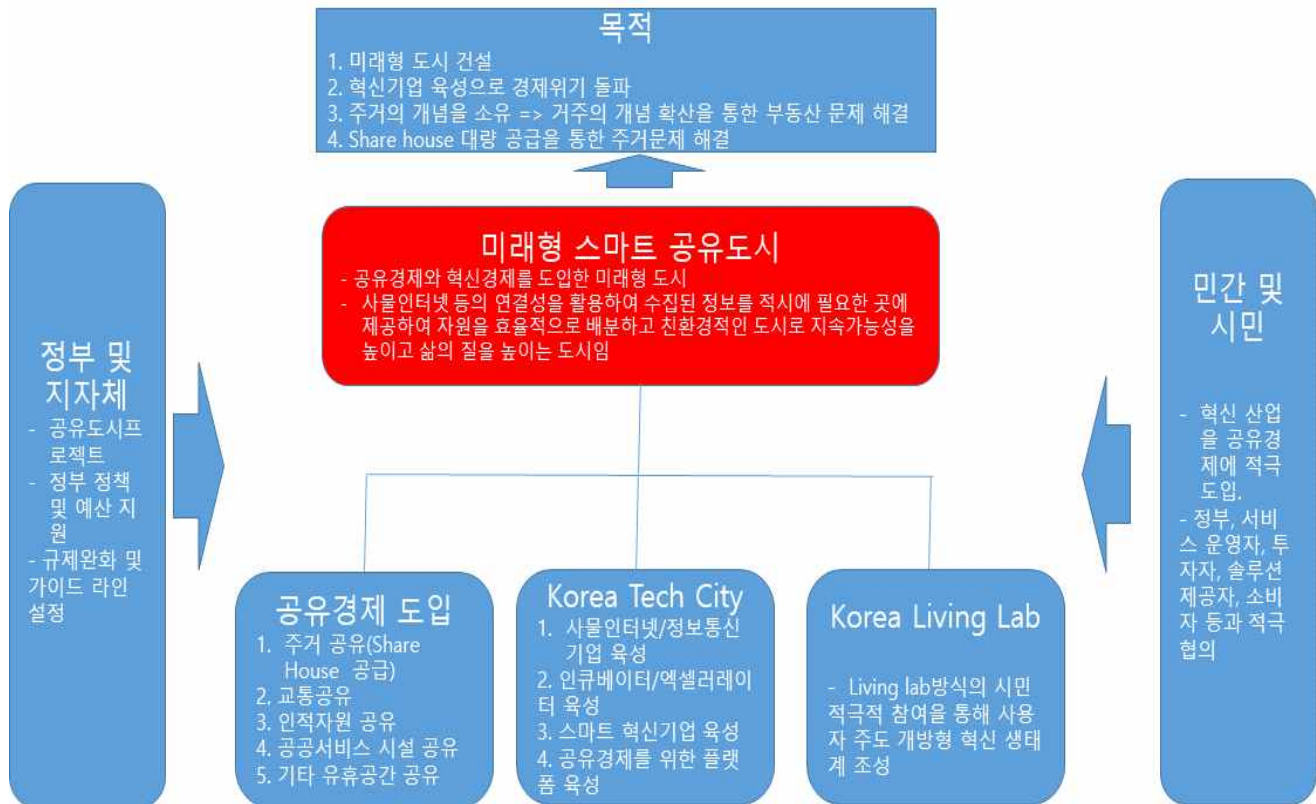 목적
1. 미래형 도시 건설
2. 혁신기업 육성으로 경제위기 돌파
3. 주거의 개념을 소유 => 거주의 개념 확산을 통한 부동산 문제 해결
4. Share house 대량 공급을 통한 주거문제 해결
미래형 스마트 공유도시
- 공유경제와 혁신경제를 도입한 미래형 도시
- 사물인터넷 등의 연결성을 활용하여 수집된 정보를 적시에 필요한 곳에
제공하여 자원을 효율적으로 배분하고 친환경적인 도시로 지속가능성을
높이고 삶의 질을 높이는 도시임
정부 및
지자체
- 공유도시프
로젝트
- 정부 정책
및 예산 지
원
- 규제완화 및
가이드 라인
설정
민간 및
시민
- 혁신 산업
을 공유경
제에 적극
도입.
- 정부, 서비
스 운영자, 투
자자, 솔루션
제공자, 소비
자 등과 적극
협의
공유경제 도입
1. 주거 공유(Share
House 공급)
2. 교통공유
3. 인적자원 공유
4. 공공서비스 시설 공유
5. 기타 유휴공간 공유
Korea Tech City
1. 사물인터넷/정보통신
기업 육성
2. 인큐베이터/엑셀러레이
터 육성
3. 스마트 혁신기업 육성
4. 공유경제를 위한 플랫
폼 육성
Korea Living Lab
- Living lab방식의 시민
적극적 참여을 통해 사용
자 주도 개방형 혁신 생태
계 조성